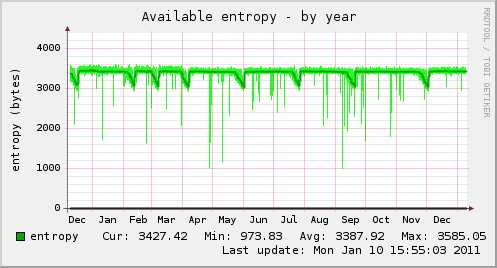 Available entropy - by year
RRDTOOL / TOBI OETIKER
entropy (bytes)
4000
3000
2000
1000
0
Dec Jan Feb Mar Apr May Jun Jul Aug Sep Oct Nov Dec
entropy Cur: 3427.42 Min: 973.83 Avg: 3387.92 Max: 3585.05
Last update: Mon Jan 10 15:55:03 2011